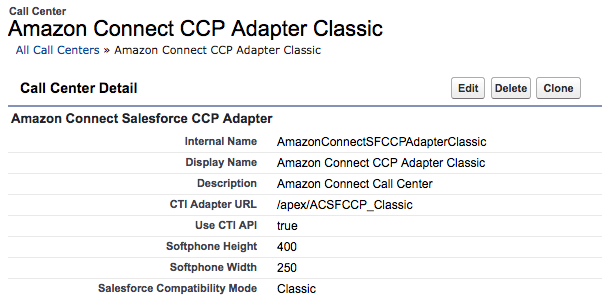 Call Center
Amazon Connect CCP Adapter Classic
All Call Centers » Amazon Connect CCP Adapter Classic
Call Center Detail Edit Delete Clone
Amazon Connect Salesforce CCP Adapter
Internal Name AmazonConnectSFCCPAdapterClassic
Display Name Amazon Connect CCP Adapter Classic
Description Amazon Connect Call Center
CTI Adapter URL /apex/ACSFCCP_Classic
Use CTI API true
Softphone Height 400
Softphone Width 250
Salesforce Compatibility Mode Classic